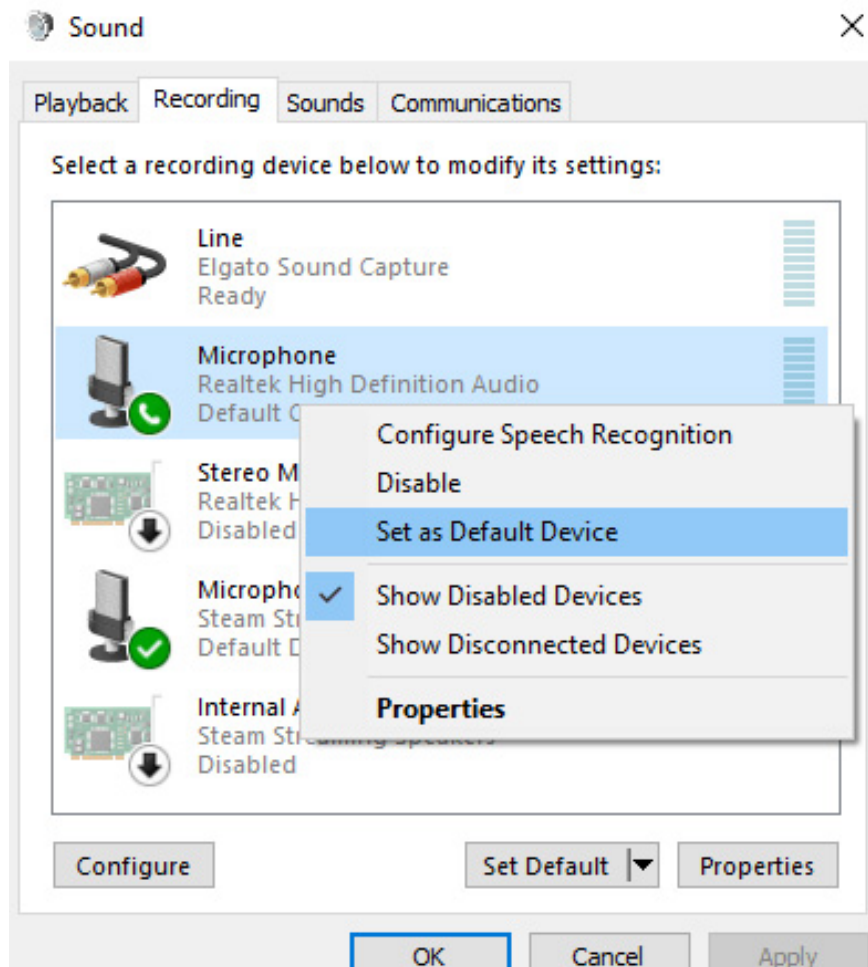 Sound
Playback Recording Sounds Communications
Select a recording device below to modify its settings:
Line
Elgato Sound Capture
Ready
Microphone
Realtek High Definition Audio
Default
Configure Speech Recognition
Disable
Set as Default Device
Show Disabled Devices
Show Disconnected Devices
Properties
Stereo
Realtek
Disabled
Steam
Default
Internal
Steam
Disabled
Configure Set Default Properties
OK Cancel Apply